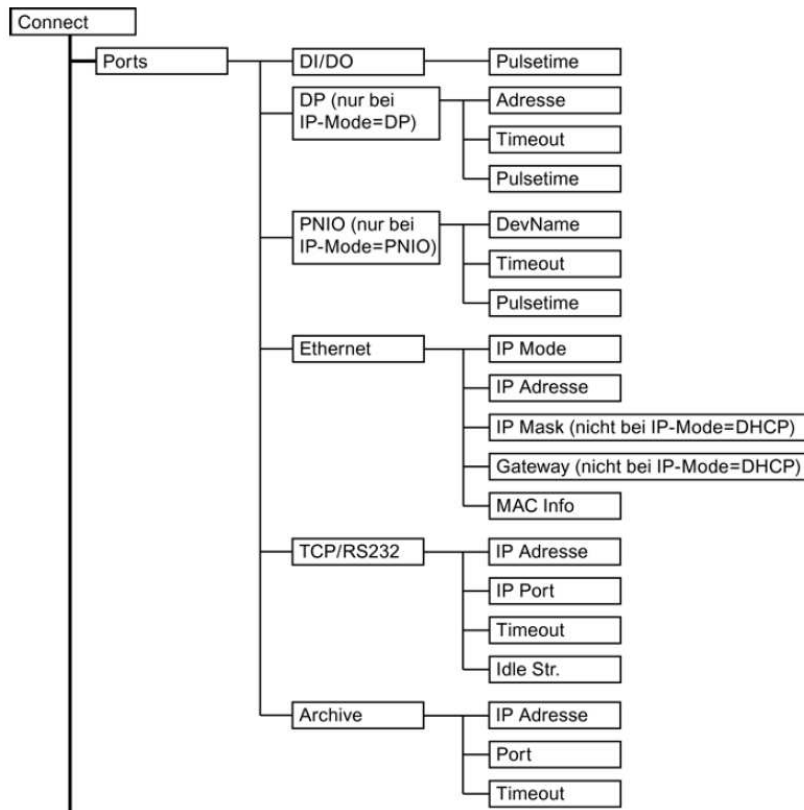 Connect
Ports
DI/DO
Pulsetime
DP (nur bei
IP-Mode=DP)
Adresse
Timeout
Pulsetime
PNIO (nur bei
IP-Mode=PNIO)
DevName
Timeout
Pulsetime
Ethernet
IP Mode
IP Adresse
IP Mask (nicht bei IP-Mode=DHCP)
Gateway (nicht bei IP-Mode=DHCP)
MAC Info
TCP/RS232
IP Adresse
IP Port
Timeout
Idle Str.
Archive
IP Adresse
Port
Timeout